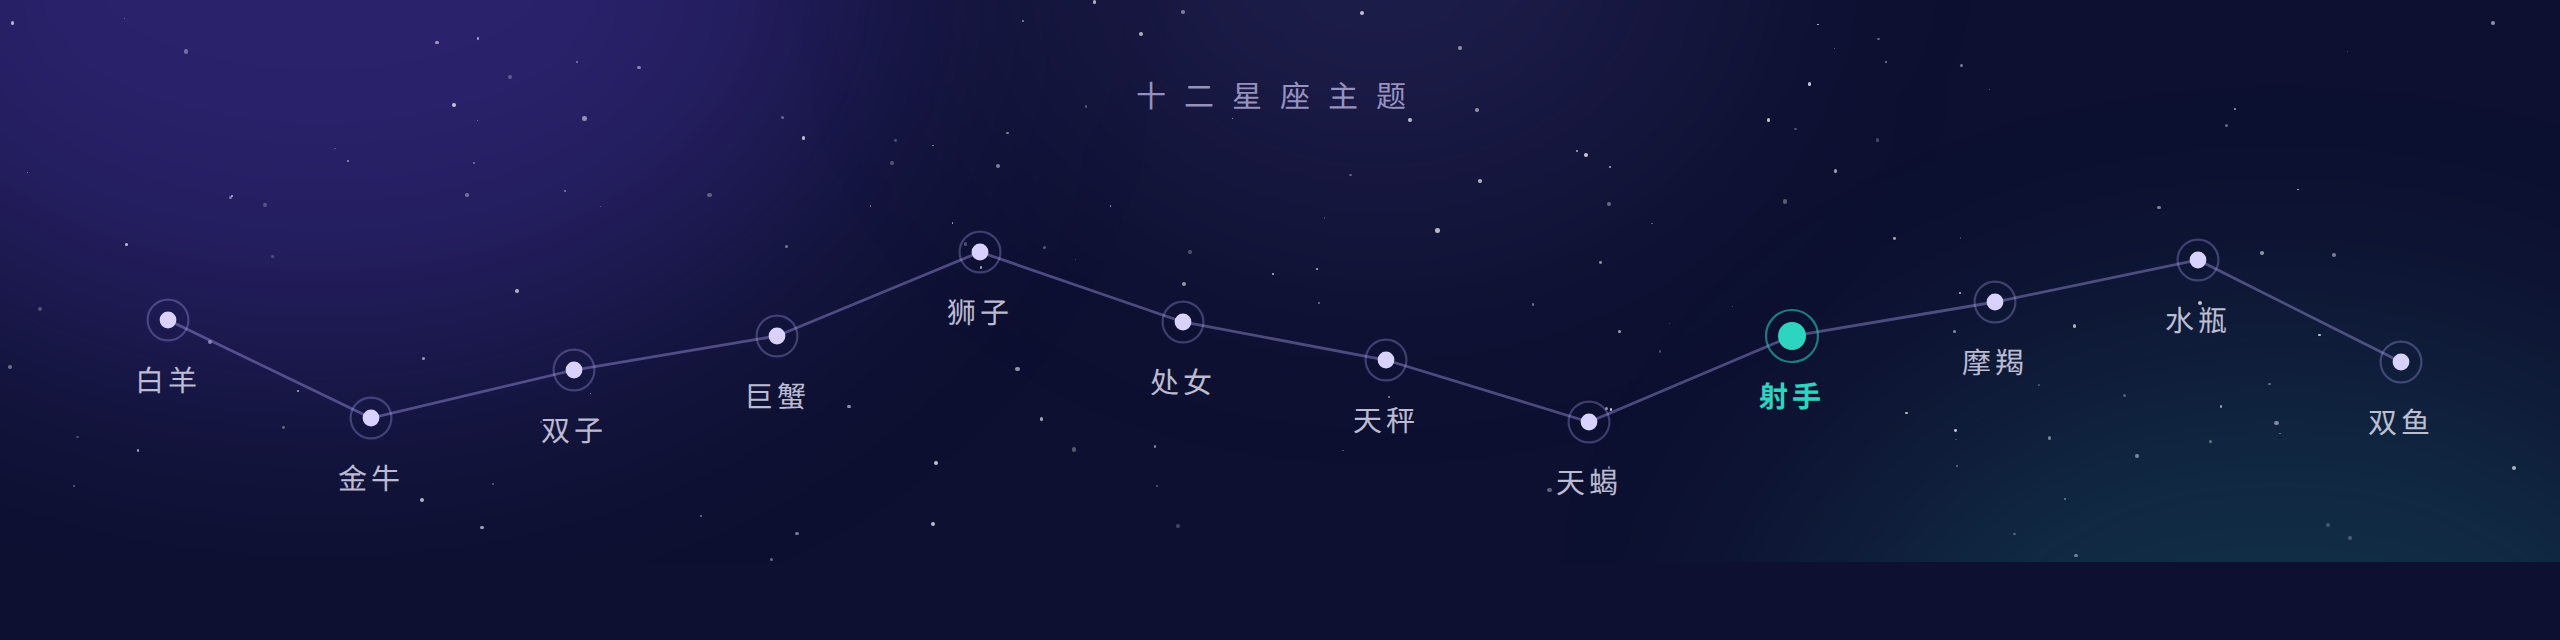 十二星座主题
白羊
金牛
双子
巨蟹
狮子
处女
天秤
天蝎
射手
摩羯
水瓶
双鱼